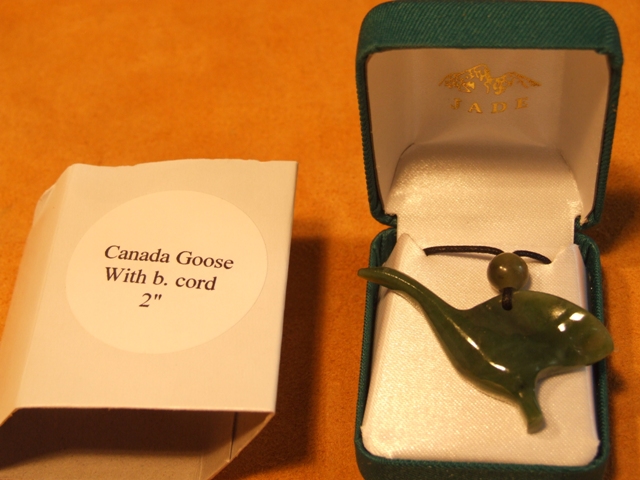 Canada Goose
With b. cord
2"
JADE